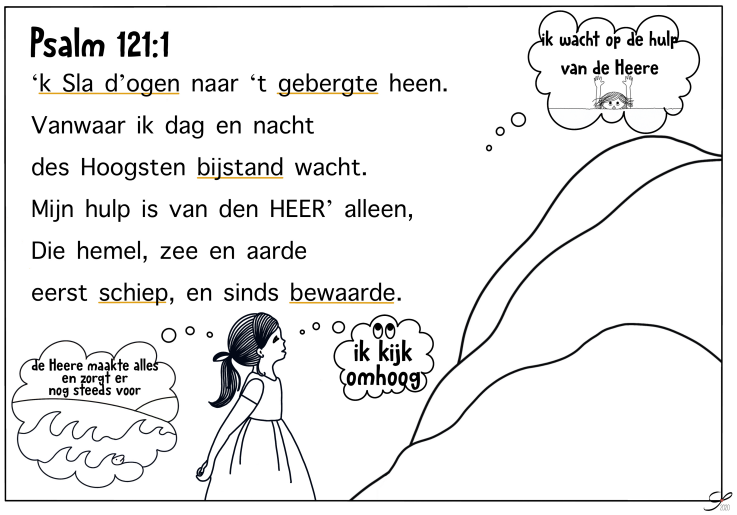 Psalm 121:1
‘k Sla d’ogen naar ‘t gebergte heen.
Vanwaar ik dag en nacht
des Hoogsten bijstand wacht.
Mijn hulp is van den HEER’ alleen,
Die hemel, zee en aarde
eerst schiep, en sinds bewaarde.
ik wacht op de hulp
van de Heere
de Heere maakte alles
en zorgt er
nog steeds voor
ik kijk
omhoog